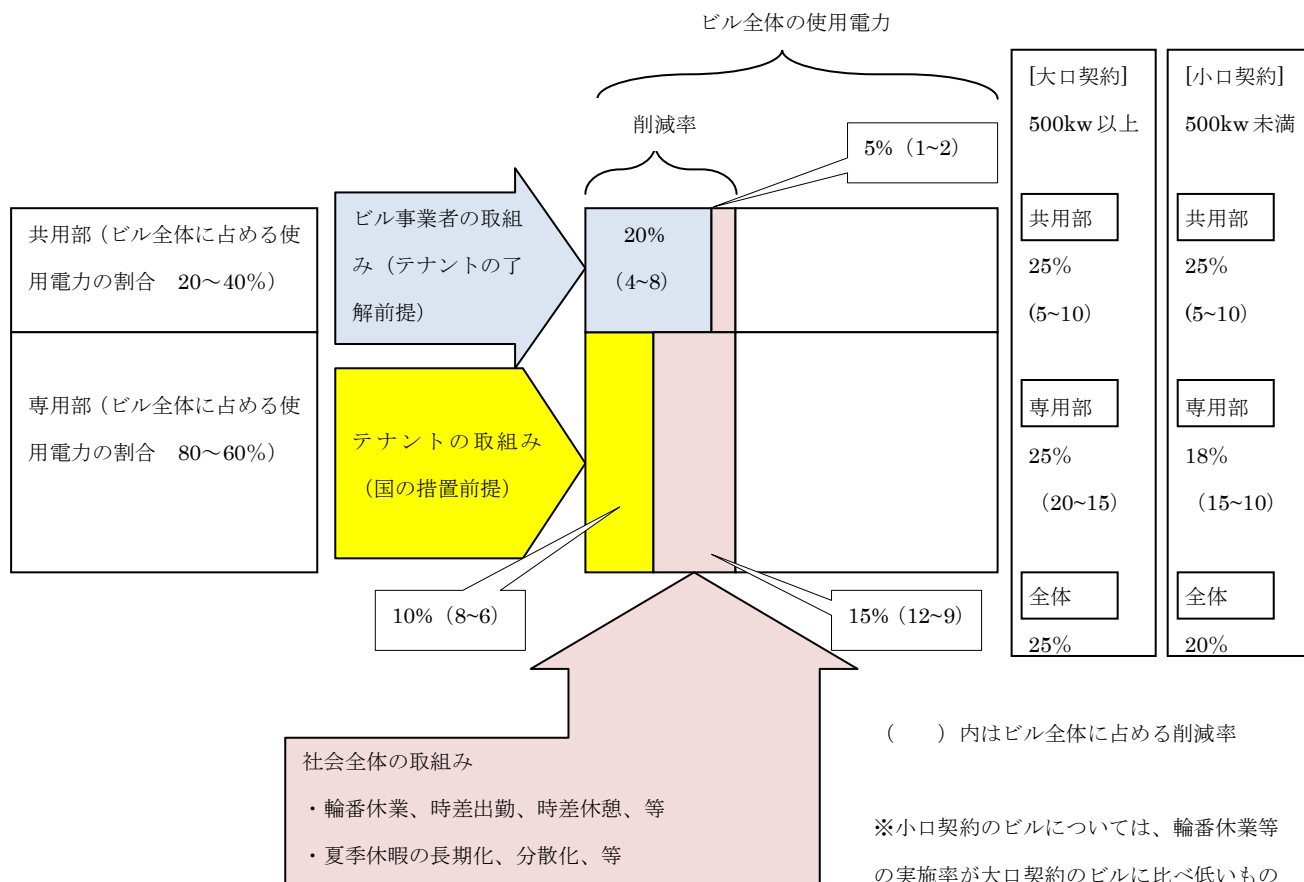 ビル全体の使用電力
削減率
5%（1~2）
[大口契約]
500kw 以上
[小口契約]
500kw 未満
共用部（ビル全体に占める使
用電力の割合　20～40%）
ビル事業者の取組
み（テナントの了
解前提）
20%
（4~8）
共用部
25%
(5~10)
共用部
25%
(5~10)
専用部（ビル全体に占める使
用電力の割合　80～60%）
テナントの取組み
（国の措置前提）
専用部
25%
（20~15）
専用部
18%
（15~10）
10%（8~6）
15%（12~9）
全体
25%
全体
20%
社会全体の取組み
・輪番休業、時差出勤、時差休憩、等
・夏季休暇の長期化、分散化、等
（　　）内はビル全体に占める削減率
※小口契約のビルについては、輪番休業等
の実施率が大口契約のビルに比べ低いもの